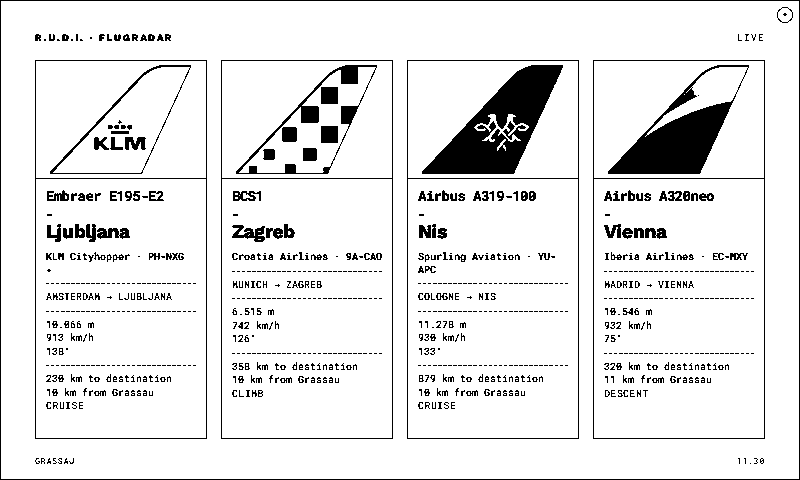 R.U.D.I. · FLUGRADAR
LIVE
KLM
Embraer E195-E2
-
Ljubljana
KLM Cityhopper · PH-NXG
AMSTERDAM → LJUBLJANA
10.066 m
913 km/h
138°
230 km to destination
10 km from Grassau
CRUISE
BCS1
-
Zagreb
Croatia Airlines · 9A-CAO
MUNICH → ZAGREB
6.515 m
742 km/h
126°
358 km to destination
10 km from Grassau
CLIMB
Airbus A319-100
-
Nis
Spurling Aviation · YU-
APC
COLOGNE → NIS
11.278 m
930 km/h
133°
879 km to destination
10 km from Grassau
CRUISE
Airbus A320neo
-
Vienna
Iberia Airlines · EC-MXY
MADRID → VIENNA
10.546 m
932 km/h
75°
320 km to destination
11 km from Grassau
DESCENT
GRASSAU
11.30